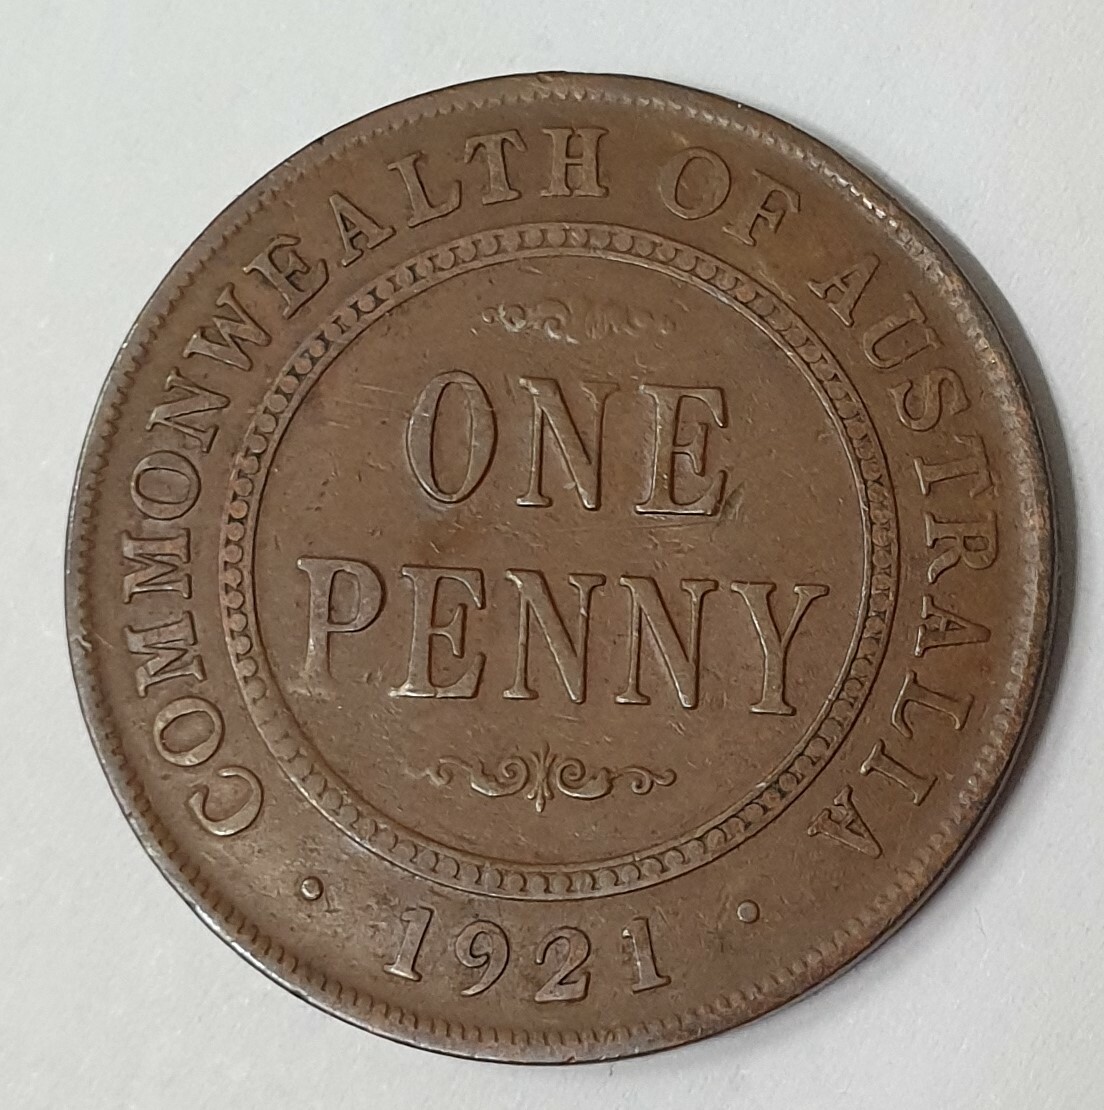 COMMONWEALTH OF AUSTRALIA
ONE
PENNY
· 1921 ·